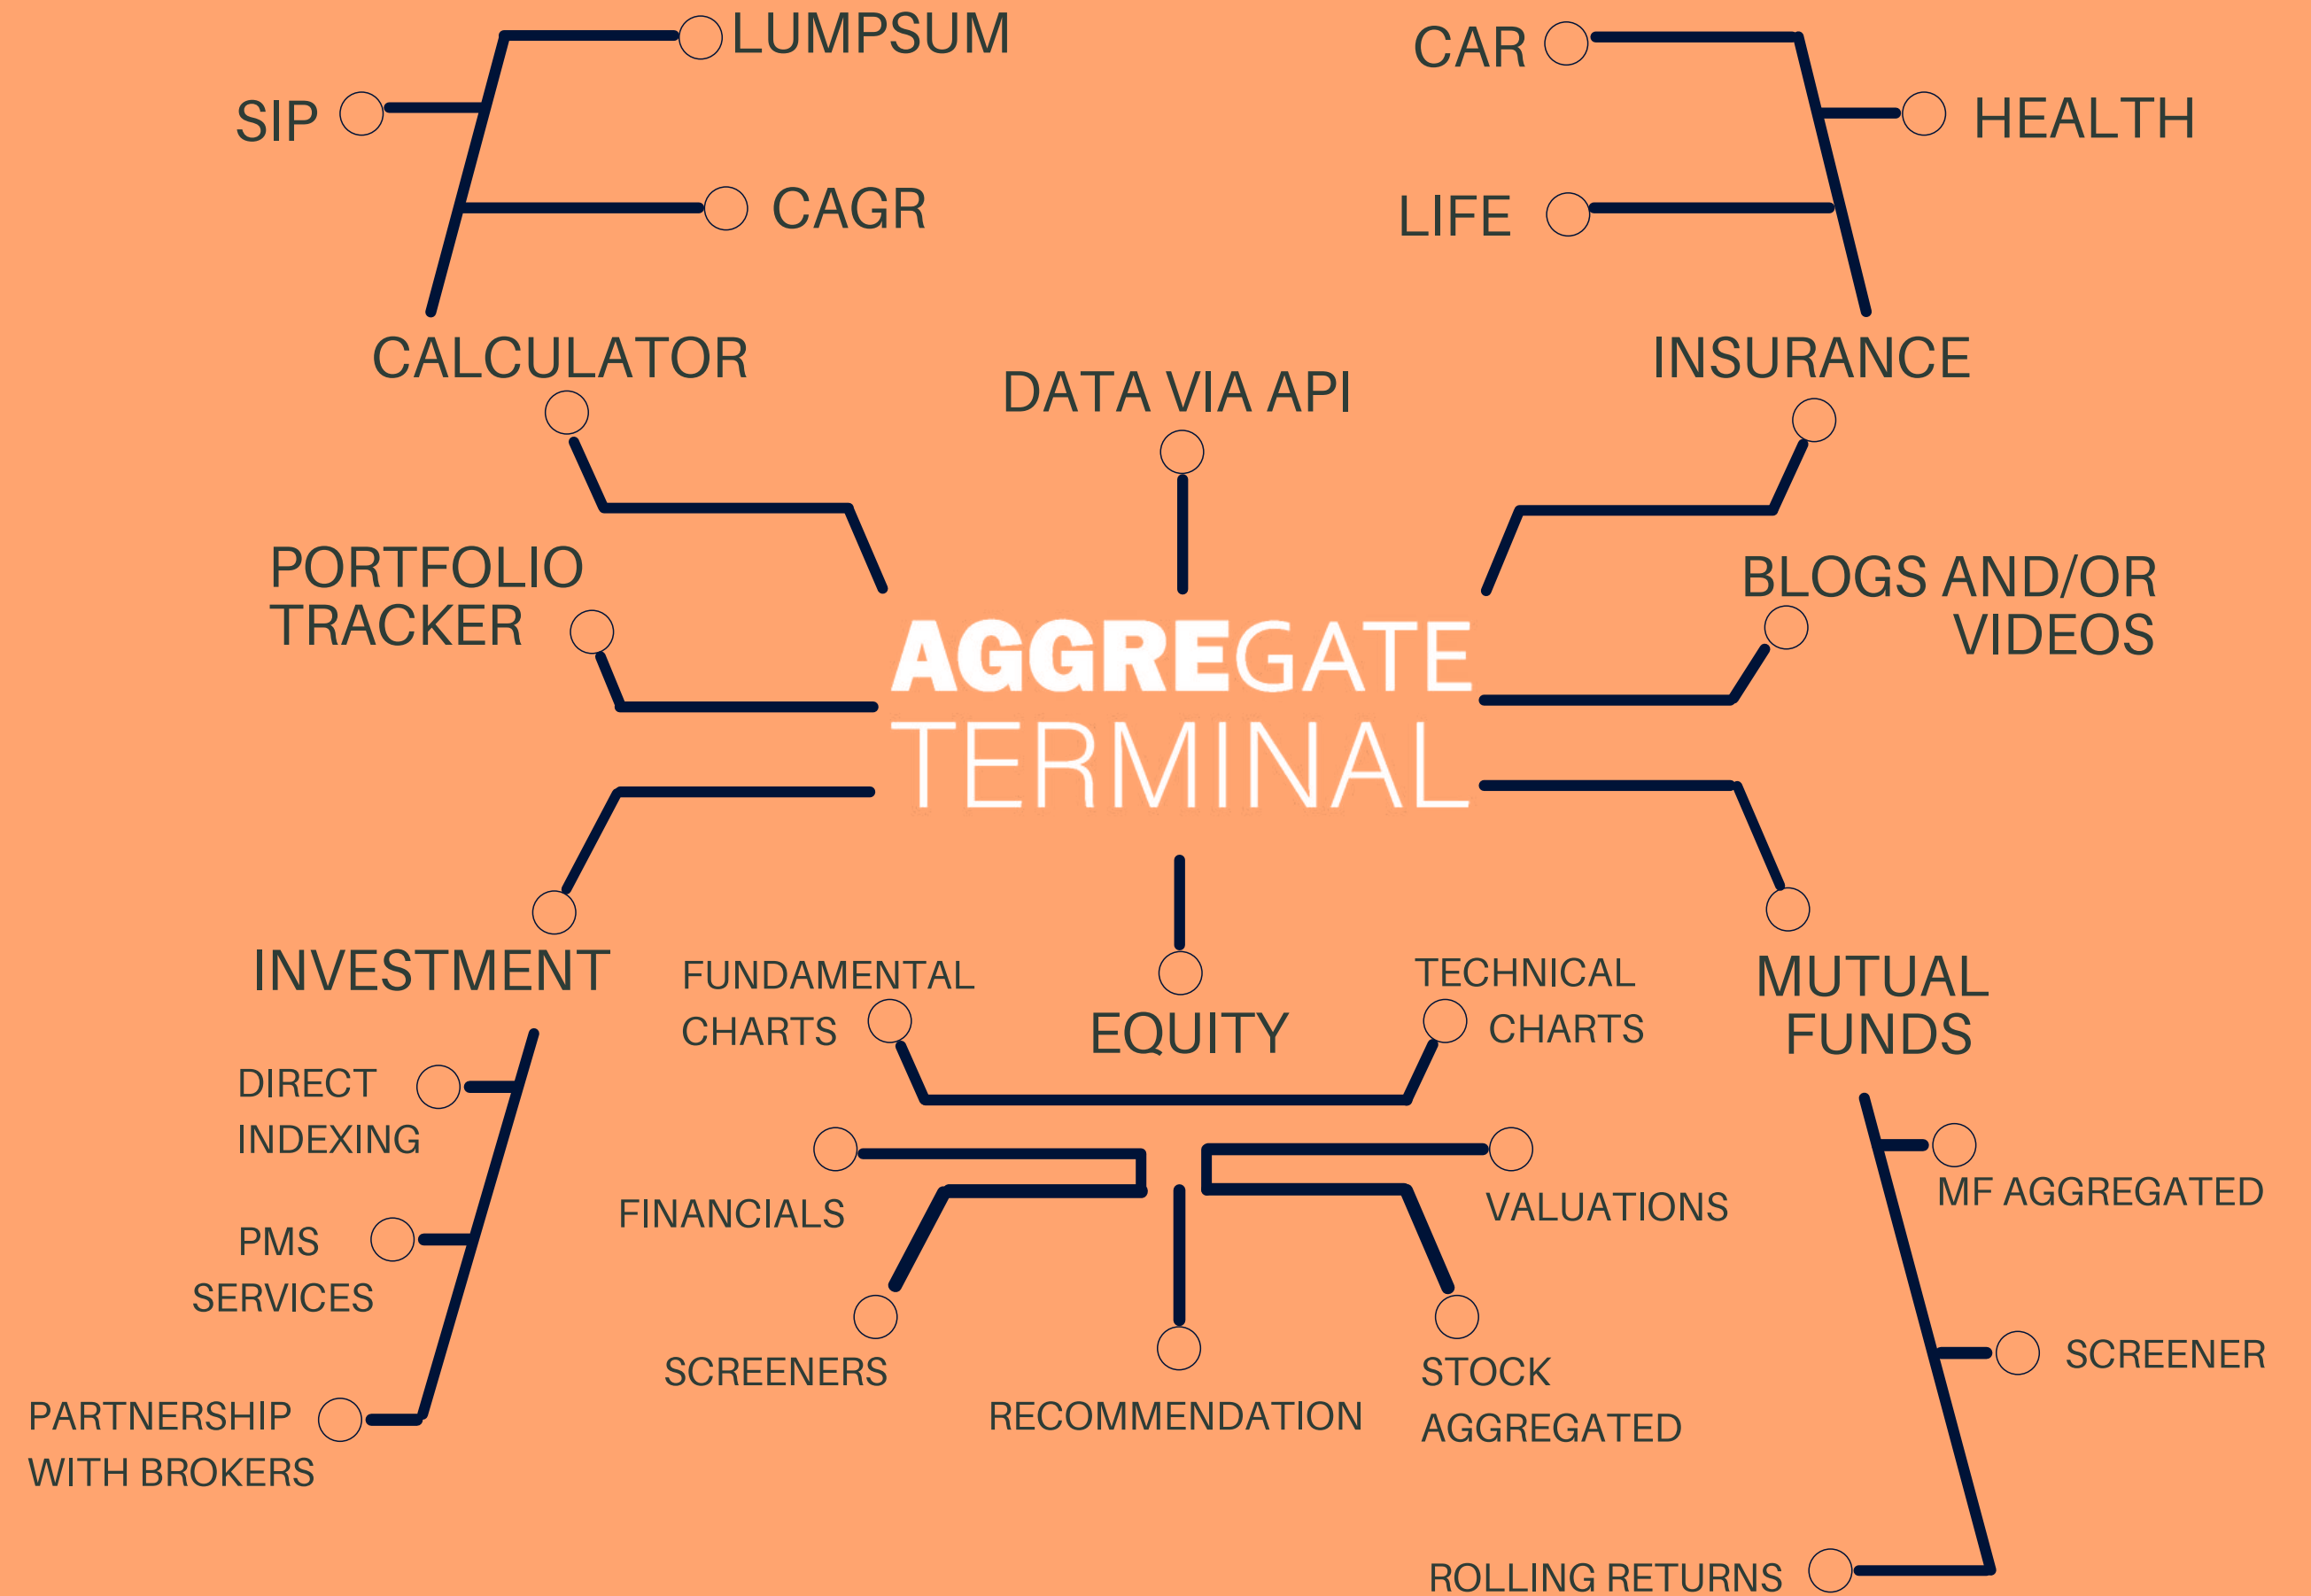 LUMPSUM
SIP
CAGR
CALCULATOR
CAR
HEALTH
LIFE
INSURANCE
DATA VIA API
PORTFOLIO
TRACKER
BLOGS AND/OR
VIDEOS
AGGREGATE
TERMINAL
INVESTMENT
DIRECT
INDEXING
PMS
SERVICES
PARTNERSHIP
WITH BROKERS
EQUITY
FUNDAMENTAL
CHARTS
TECHNICAL
CHARTS
FINANCIALS
VALUATIONS
SCREENERS
RECOMMENDATION
STOCK
AGGREGATED
MUTUAL
FUNDS
MF AGGREGATED
SCREENER
ROLLING RETURNS